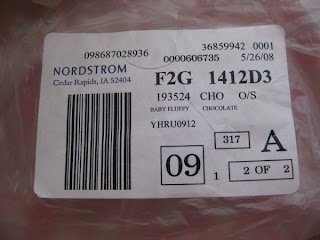 098687028936 36859942 0001
0000606735 5/26/08
NORDSTROM
Cedar Rapids, IA 52404
F2G 1412D3
193524 CHO O/S
BABY FLUFFY CHOCOLATE
YHRU0912
317 A
09 1 2 OF 2